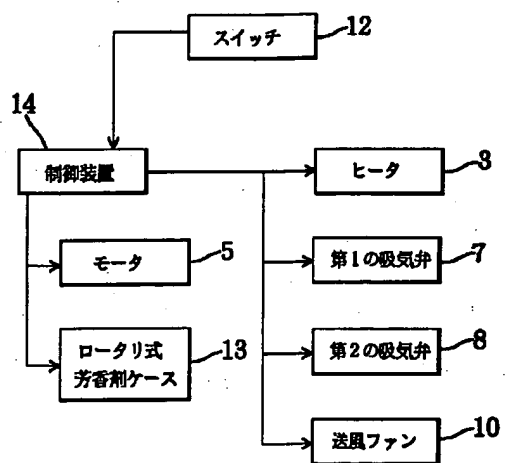 スイッチ
12
14
制御装置
ヒータ
3
モータ
5
第1の吸気弁
7
ロータリ式
芳香剤ケース
13
第2の吸気弁
8
送風ファン
10